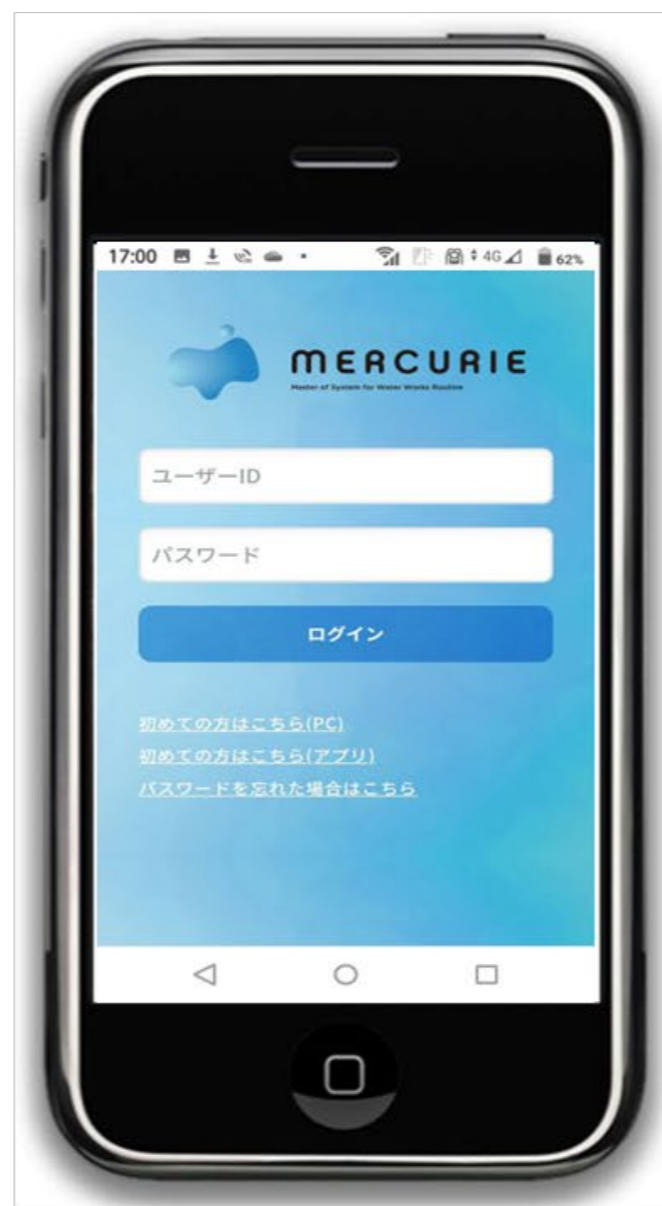 17:00 4G 62%
MERCURIE
Master of System for Water Works Routine
ユーザーID
パスワード
ログイン
初めての方はこちら(PC)
初めての方はこちら(アプリ)
パスワードを忘れた場合はこちら